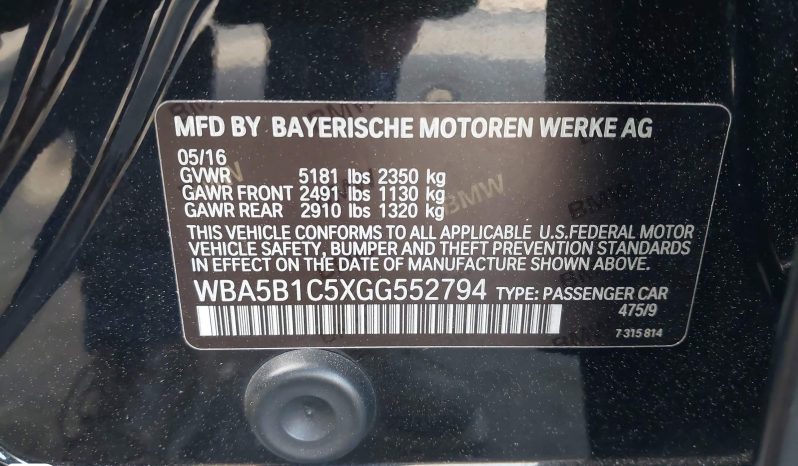 MFD BY BAYERISCHE MOTOREN WERKE AG
05/16
GVWR 5181 lbs 2350 kg
GAWR FRONT 2491 lbs 1130 kg
GAWR REAR 2910 lbs 1320 kg
THIS VEHICLE CONFORMS TO ALL APPLICABLE U.S.FEDERAL MOTOR
VEHICLE SAFETY, BUMPER AND THEFT PREVENTION STANDARDS
IN EFFECT ON THE DATE OF MANUFACTURE SHOWN ABOVE.
WBA5B1C5XGG552794 TYPE: PASSENGER CAR
475/9
7 315 814